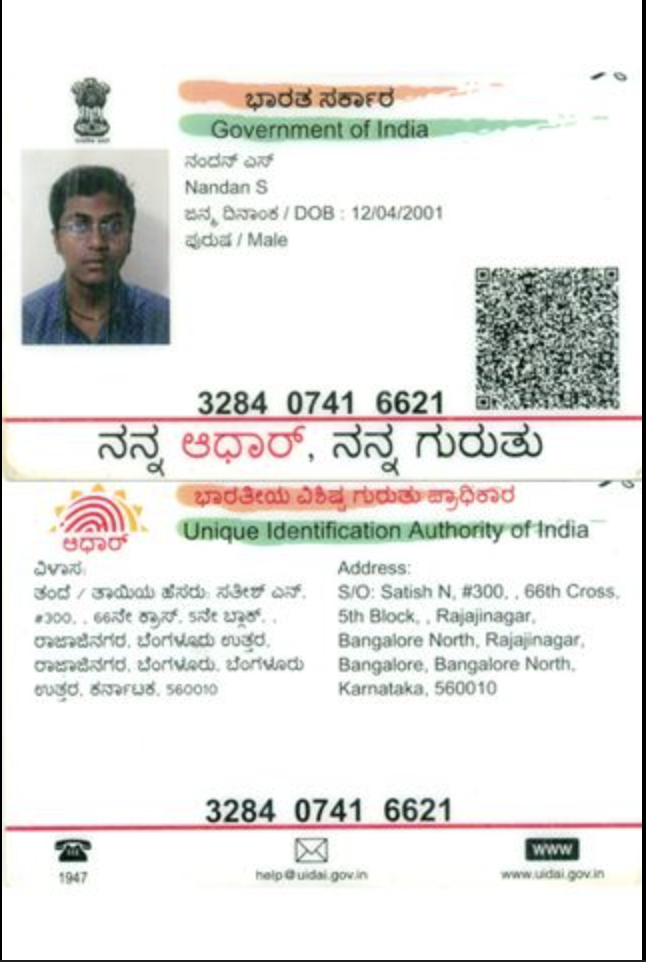 ಭಾರತ ಸರ್ಕಾರ
Government of India
ನಂದನ್ ಎಸ್
Nandan S
ಜನ್ಮ ದಿನಾಂಕ / DOB : 12/04/2001
ಪುರುಷ / Male
3284 0741 6621
ನನ್ನ ಆಧಾರ್, ನನ್ನ ಗುರುತು
ಭಾರತೀಯ ವಿಶಿಷ್ಟ ಗುರುತು ಪ್ರಾಧಿಕಾರ
Unique Identification Authority of India
ಆಧಾರ್
ವಿಳಾಸ:
ತಂದೆ / ತಾಯಿಯ ಹೆಸರು: ಸತೀಶ್ ಎನ್,
#300, , 66ನೇ ಕ್ರಾಸ್, 5ನೇ ಬ್ಲಾಕ್, ,
ರಾಜಾಜಿನಗರ, ಬೆಂಗಳೂರು ಉತ್ತರ,
ರಾಜಾಜಿನಗರ, ಬೆಂಗಳೂರು, ಬೆಂಗಳೂರು
ಉತ್ತರ, ಕರ್ನಾಟಕ, 560010
Address:
S/O: Satish N, #300, , 66th Cross,
5th Block, , Rajajinagar,
Bangalore North, Rajajinagar,
Bangalore, Bangalore North,
Karnataka, 560010
3284 0741 6621
1947
help@uidai.gov.in
WWW
www.uidai.gov.in